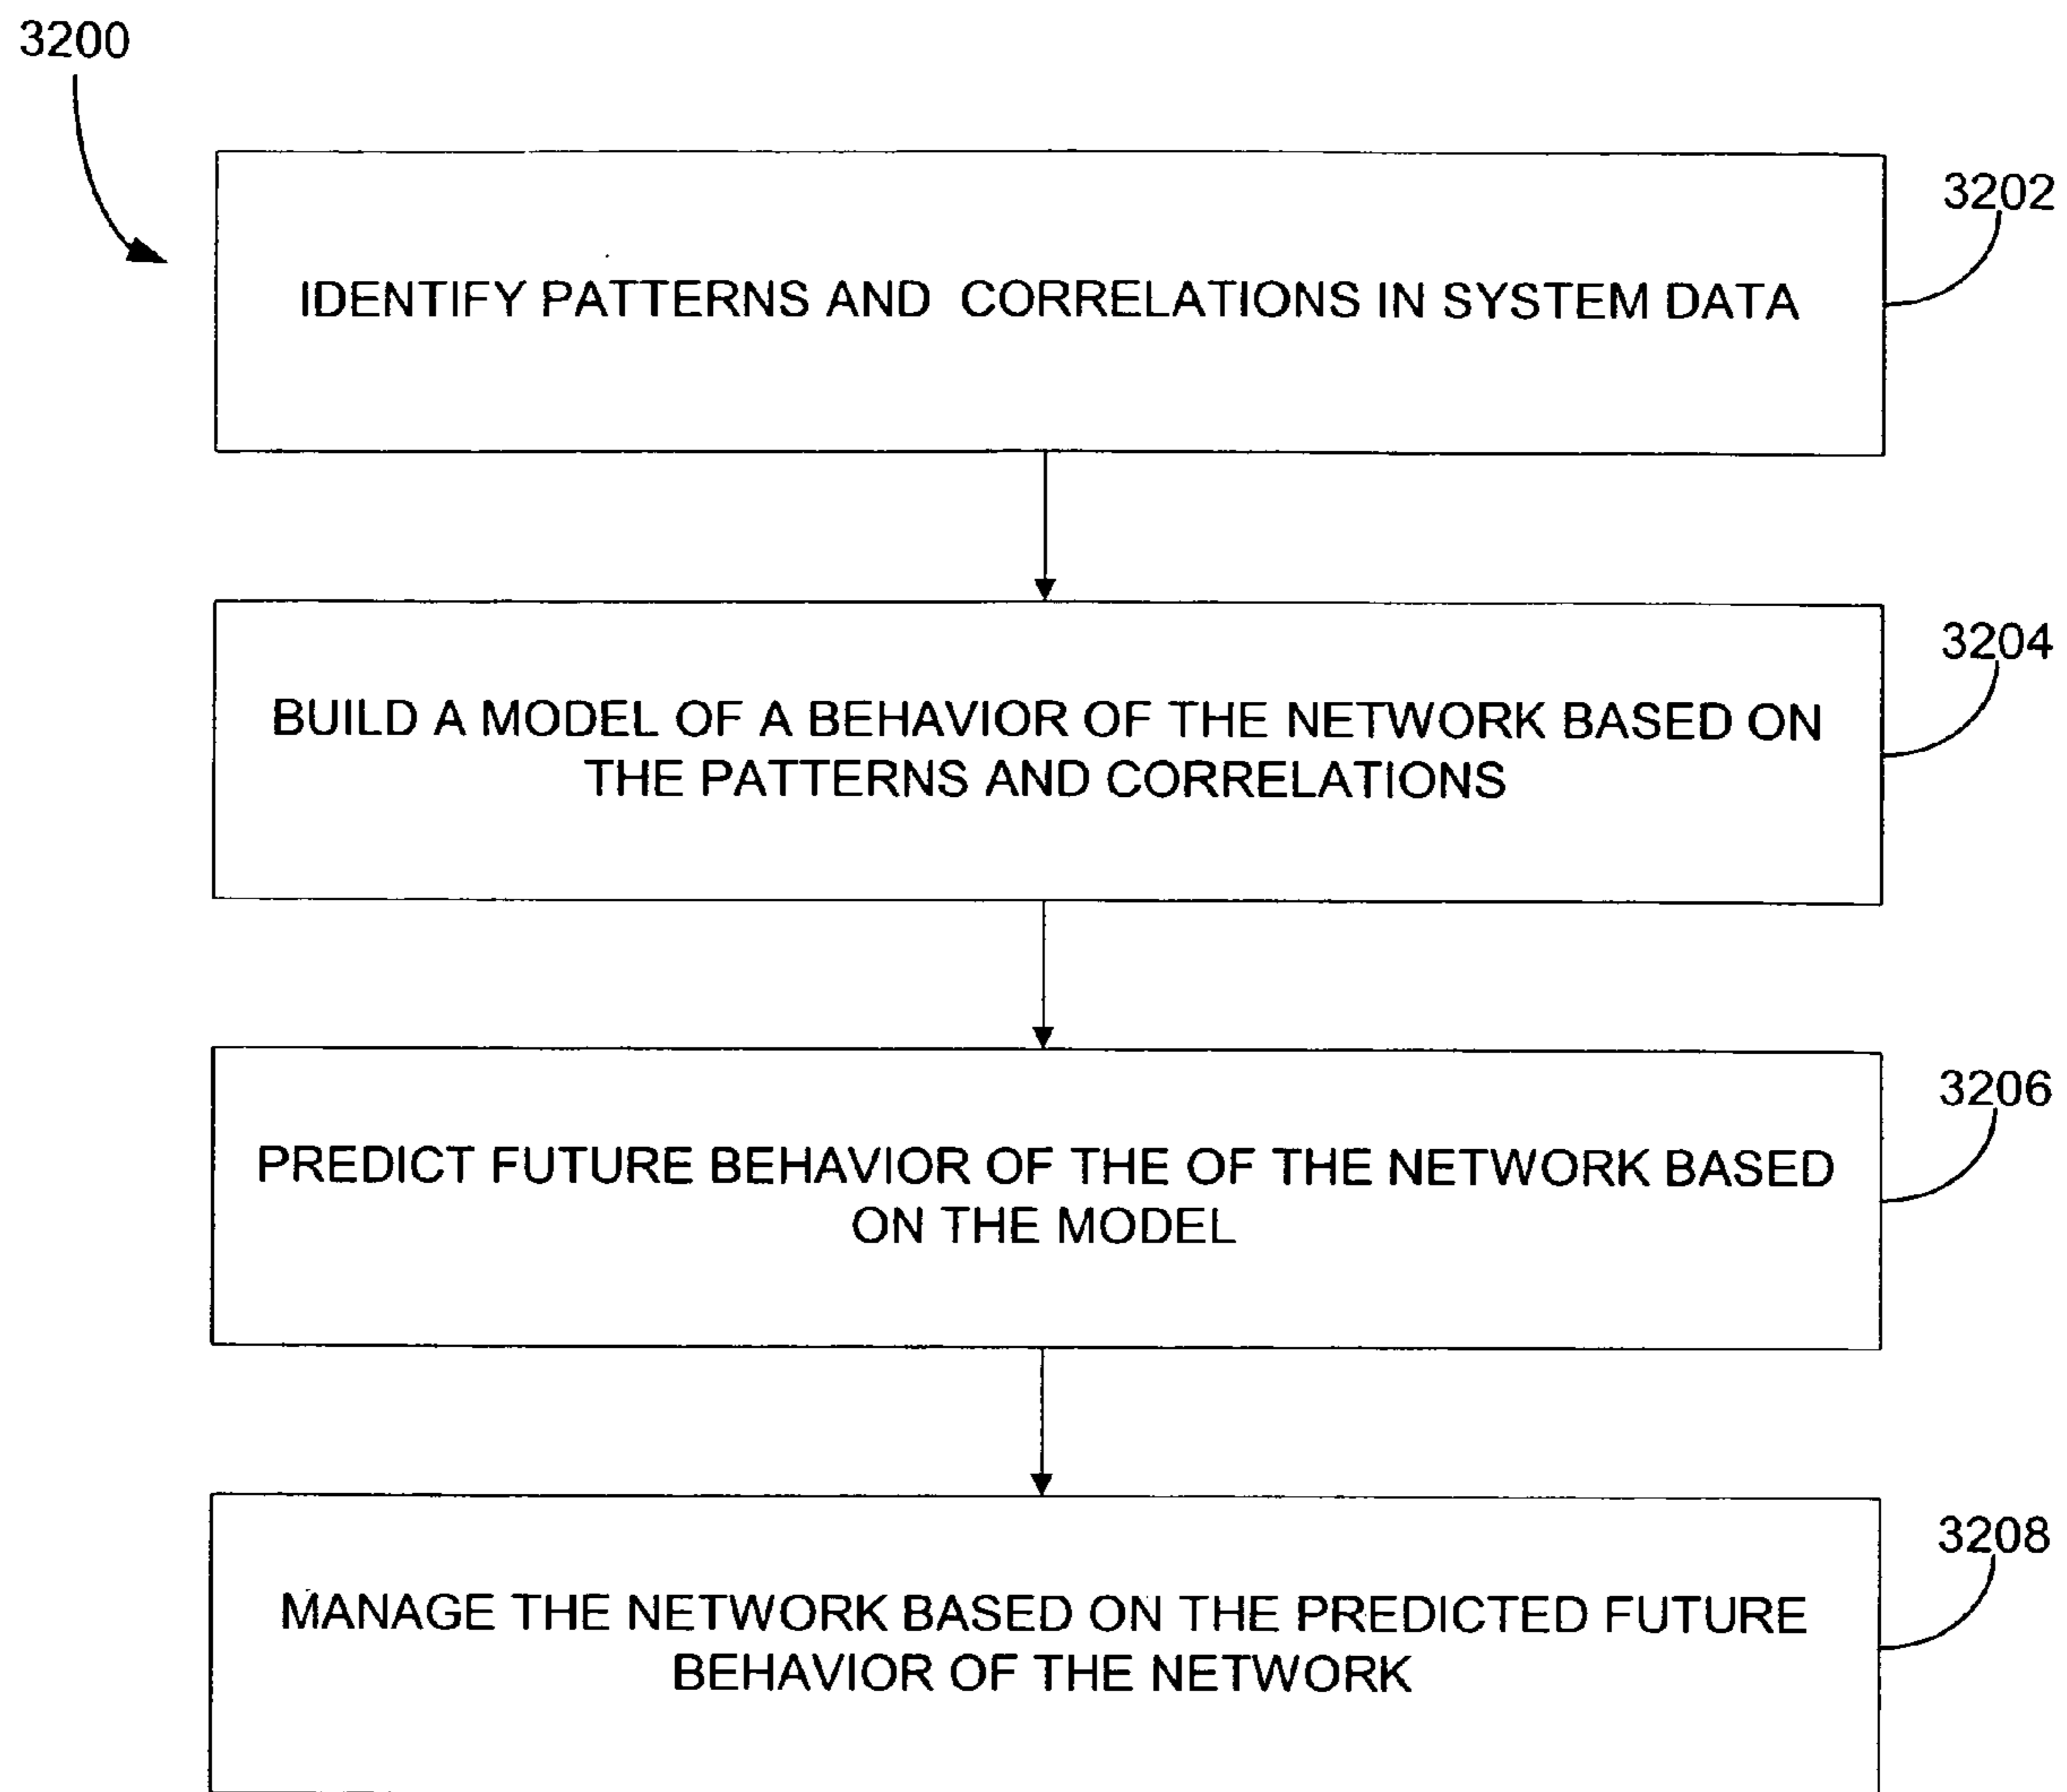 3200
3202
IDENTIFY PATTERNS AND CORRELATIONS IN SYSTEM DATA
3204
BUILD A MODEL OF A BEHAVIOR OF THE NETWORK BASED ON
THE PATTERNS AND CORRELATIONS
3206
PREDICT FUTURE BEHAVIOR OF THE OF THE NETWORK BASED
ON THE MODEL
3208
MANAGE THE NETWORK BASED ON THE PREDICTED FUTURE
BEHAVIOR OF THE NETWORK